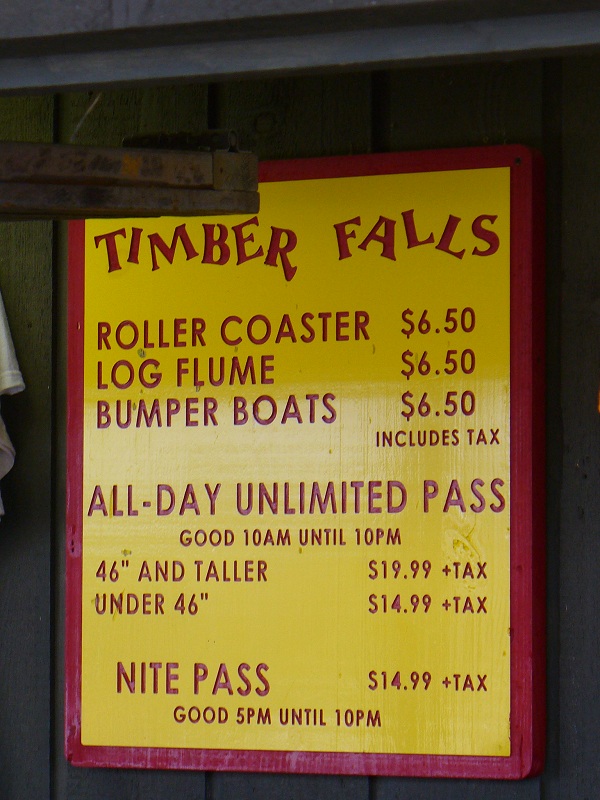 TIMBER FALLS
ROLLER COASTER $6.50
LOG FLUME $6.50
BUMPER BOATS $6.50
INCLUDES TAX
ALL-DAY UNLIMITED PASS
GOOD 10AM UNTIL 10PM
46" AND TALLER $19.99 +TAX
UNDER 46" $14.99 +TAX
NITE PASS $14.99 +TAX
GOOD 5PM UNTIL 10PM